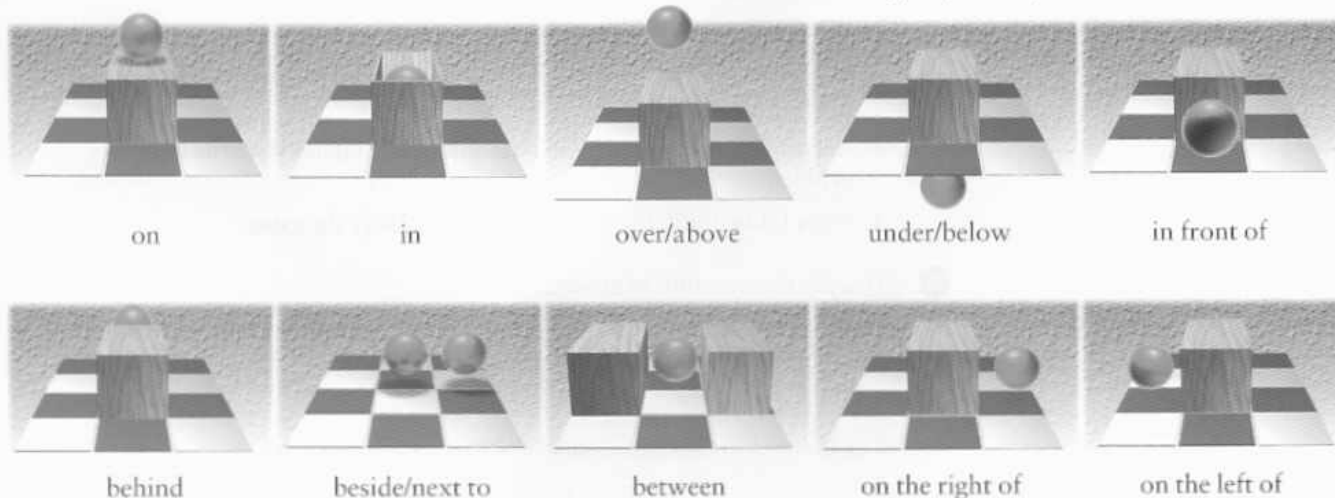 on in over/above under/below in front of
behind beside/next to between on the right of on the left of